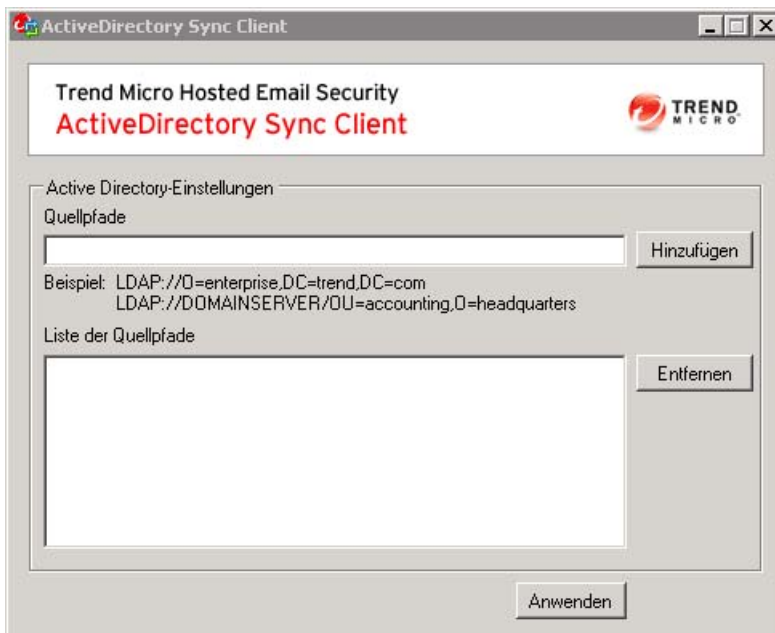 ActiveDirectory Sync Client
Trend Micro Hosted Email Security
ActiveDirectory Sync Client
TREND
MICRO
Active Directory-Einstellungen
Quellpfade
Hinzufügen
Beispiel: LDAP://O=enterprise,DC=trend,DC=com
LDAP://DOMAINSERVER/OU=accounting,O=headquarters
Liste der Quellpfade
Entfernen
Anwenden